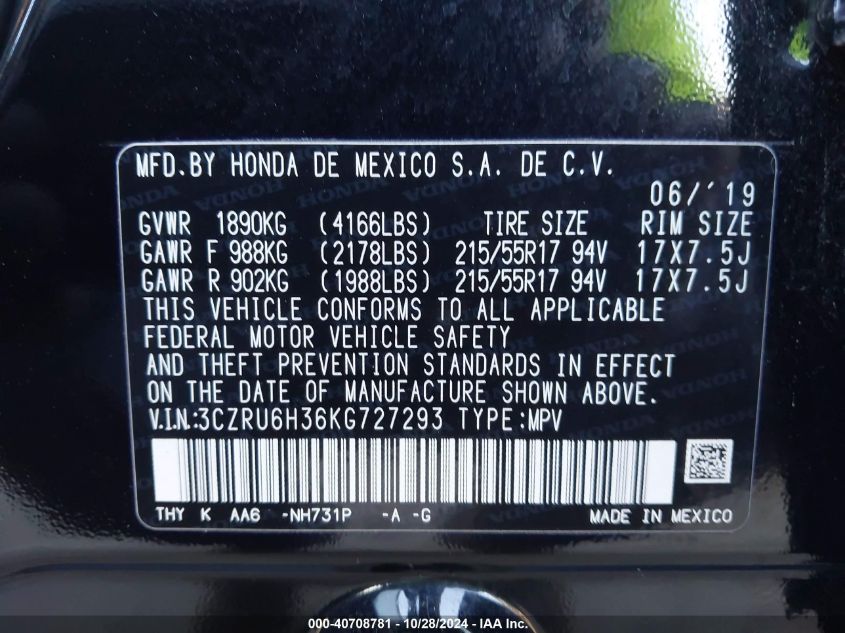 MFD.BY HONDA DE MEXICO S.A. DE C.V.
06/'19
GVWR 1890KG (4166LBS) TIRE SIZE RIM SIZE
GAWR F 988KG (2178LBS) 215/55R17 94V 17X7.5J
GAWR R 902KG (1988LBS) 215/55R17 94V 17X7.5J
THIS VEHICLE CONFORMS TO ALL APPLICABLE
FEDERAL MOTOR VEHICLE SAFETY
AND THEFT PREVENTION STANDARDS IN EFFECT
ON THE DATE OF MANUFACTURE SHOWN ABOVE.
V.I.N:3CZRU6H36KG727293 TYPE:MPV
THY K AA6 -NH731P -A -G MADE IN MEXICO
000-40708781 / 10/28/2024 - IAA Inc.